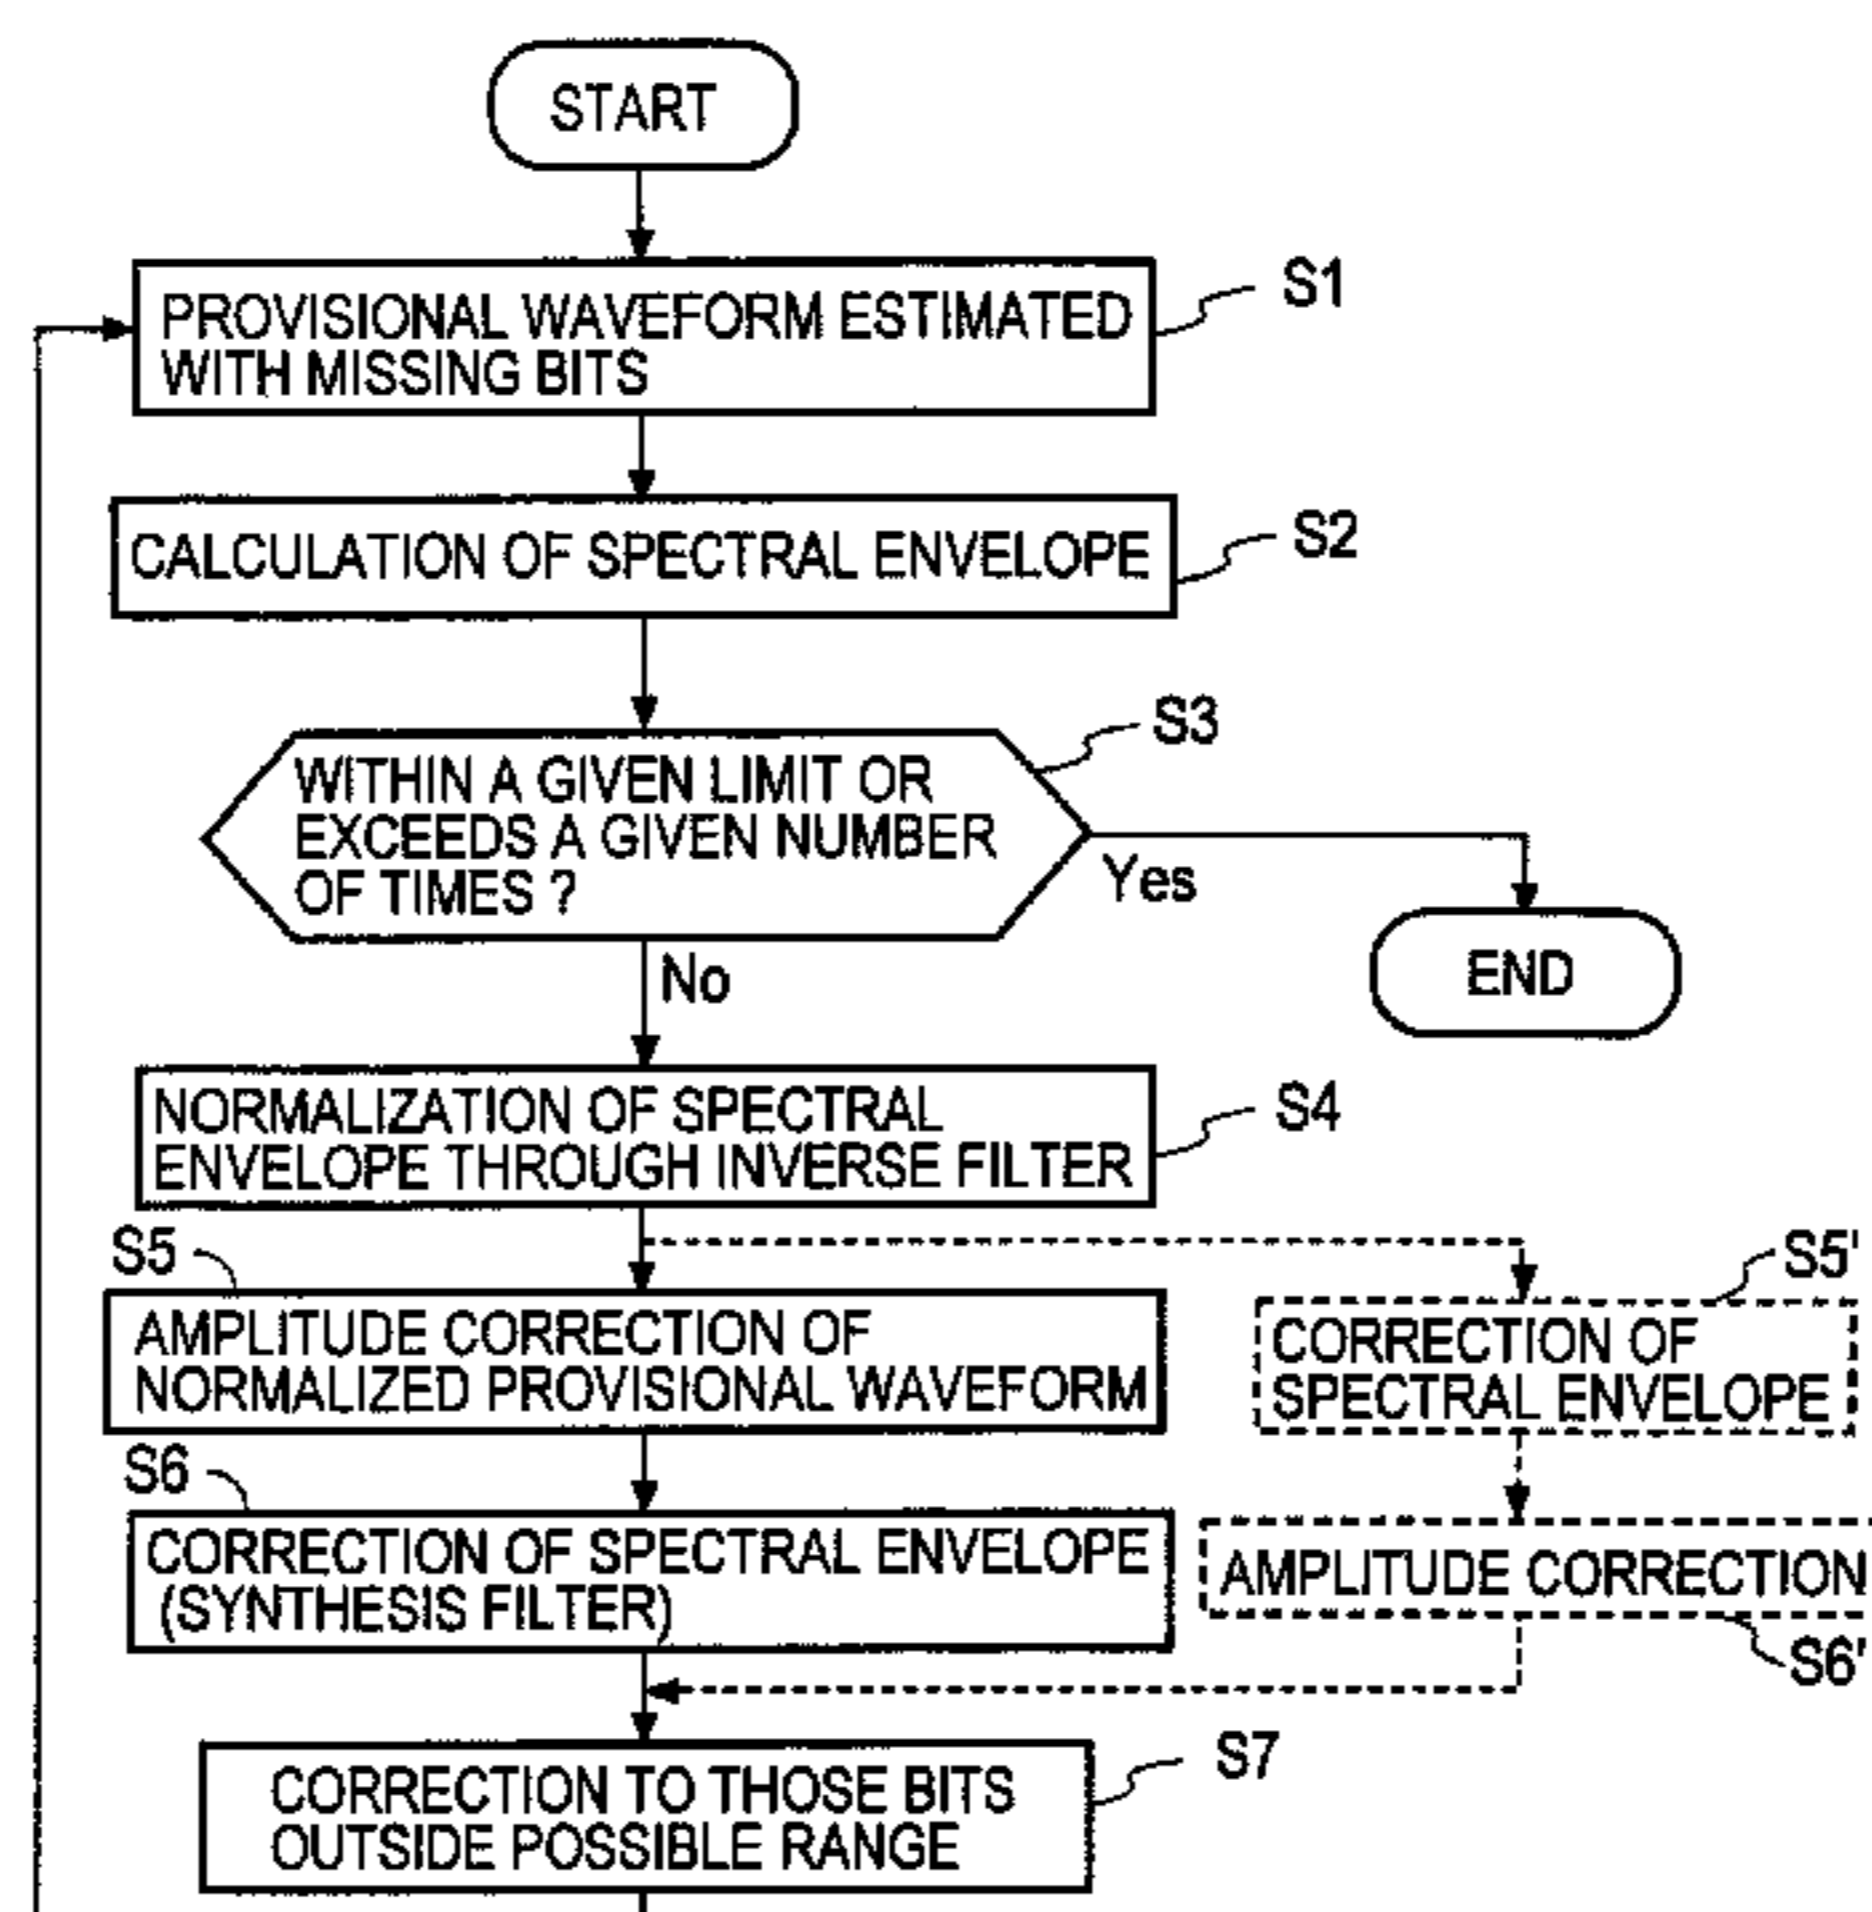 START
PROVISIONAL WAVEFORM ESTIMATED
WITH MISSING BITS
S1
CALCULATION OF SPECTRAL ENVELOPE
S2
WITHIN A GIVEN LIMIT OR
EXCEEDS A GIVEN NUMBER
OF TIMES ?
S3
Yes
END
No
NORMALIZATION OF SPECTRAL
ENVELOPE THROUGH INVERSE FILTER
S4
S5
AMPLITUDE CORRECTION OF
NORMALIZED PROVISIONAL WAVEFORM
S5'
CORRECTION OF
SPECTRAL ENVELOPE
S6
CORRECTION OF SPECTRAL ENVELOPE
(SYNTHESIS FILTER)
AMPLITUDE CORRECTION
S6'
S7
CORRECTION TO THOSE BITS
OUTSIDE POSSIBLE RANGE